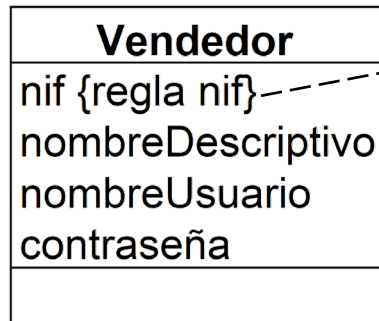 Vendedor
nif {regla nif}
nombreDescriptivo
nombreUsuario
contraseña